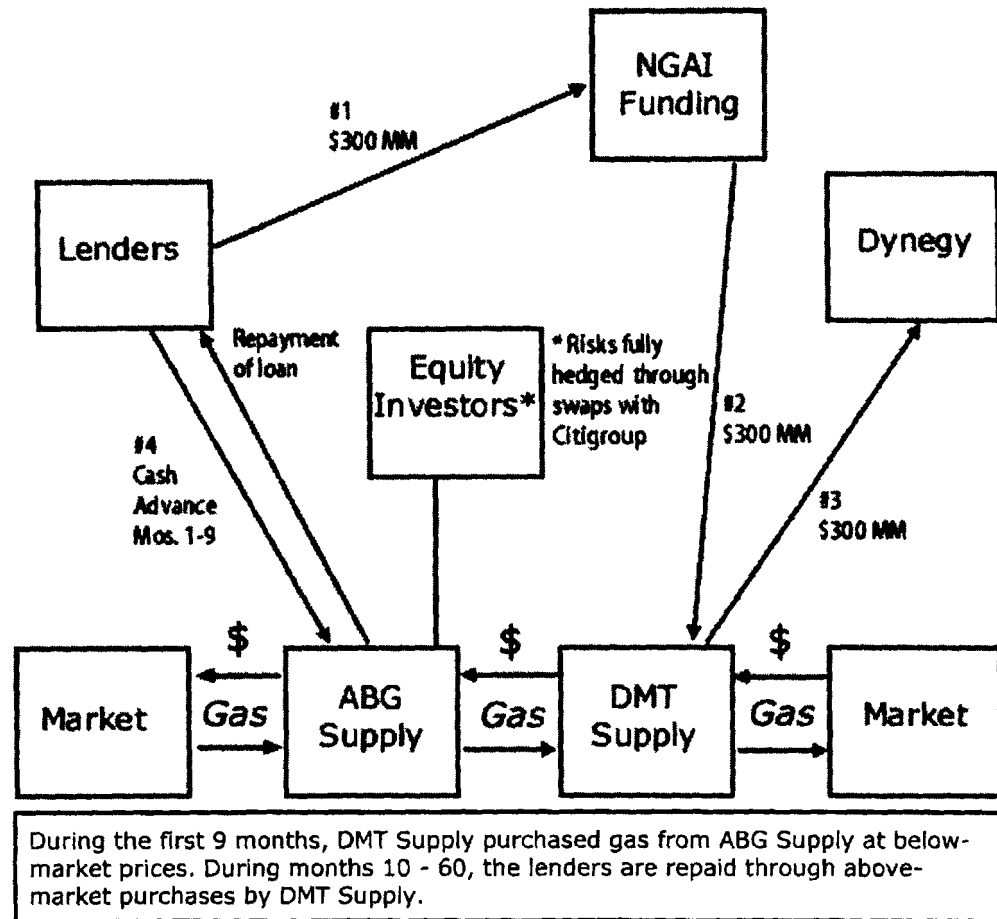 NGAI
Funding
#1
$300 MM
Lenders
Dynegy
Repayment
of loan
Equity
Investors*
*Risks fully
hedged through
swaps with
Citigroup
#2
$300 MM
#4
Cash
Advance
Mos. 1-9
#3
$300 MM
$
$
$
Market
Gas
ABG
Supply
Gas
DMT
Supply
Gas
Market
During the first 9 months, DMT Supply purchased gas from ABG Supply at below-
market prices. During months 10 - 60, the lenders are repaid through above-
market purchases by DMT Supply.